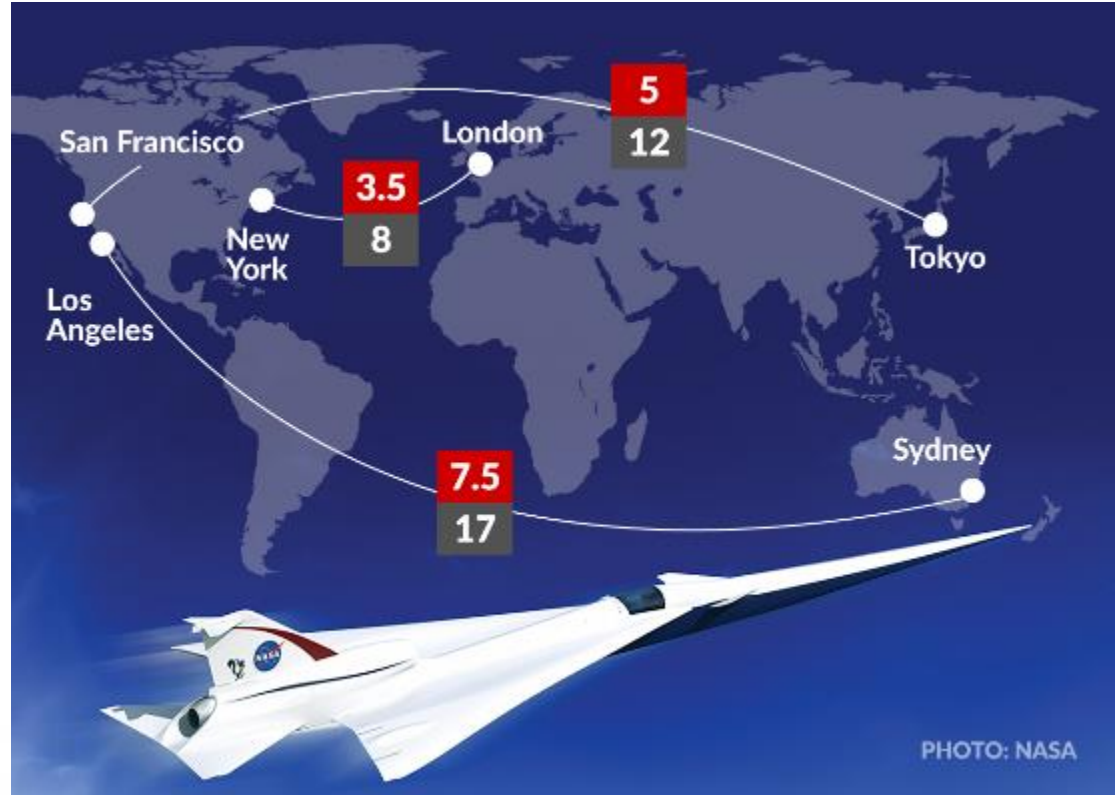 San Francisco
London
5
12
3.5
8
New
York
Tokyo
Los
Angeles
Sydney
7.5
17
NASA
PHOTO: NASA